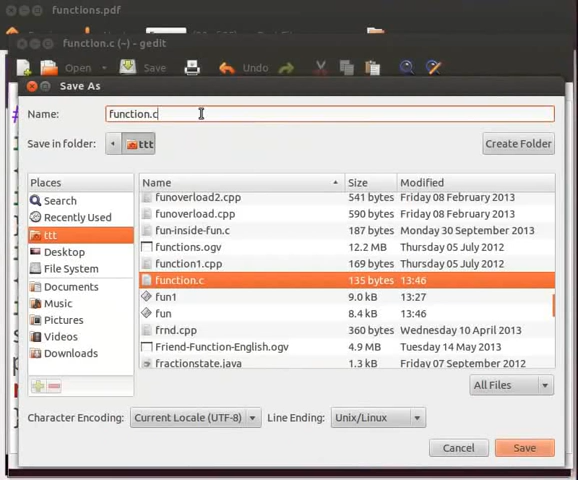 functions.pdf
function.c (~) - gedit
Open Save Undo
Save As
Name: function.c
Save in folder: ttt Create Folder
Places Name Size Modified
Search funoverload2.cpp 541 bytes Friday 08 February 2013
Recently Used funoverload.cpp 590 bytes Friday 08 February 2013
fun-inside-fun.c 187 bytes Monday 30 September 2013
ttt functions.ogv 12.2 MB Thursday 05 July 2012
Desktop function1.cpp 169 bytes Thursday 05 July 2012
File System function.c 135 bytes 13:46
Documents fun1 9.0 kB 13:27
Music fun 8.4 kB 13:46
Pictures frnd.cpp 360 bytes Wednesday 10 April 2013
Videos Friend-Function-English.ogv 4.9 MB Tuesday 14 May 2013
Downloads fractionstate.java 1.3 kB Friday 07 September 2012
All Files
Character Encoding: Current Locale (UTF-8) Line Ending: Unix/Linux
Cancel Save